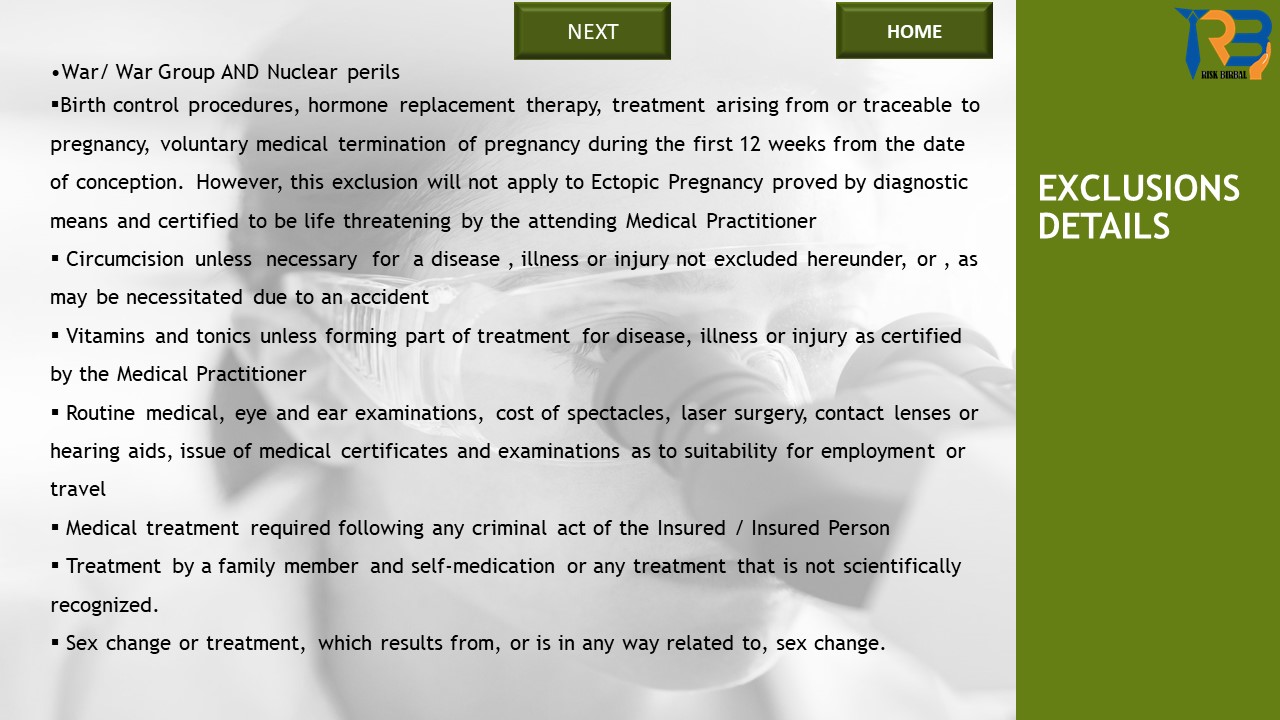 NEXT
HOME
RB
RISK BIRBAL
•War/ War Group AND Nuclear perils
▪Birth control procedures, hormone replacement therapy, treatment arising from or traceable to
pregnancy, voluntary medical termination of pregnancy during the first 12 weeks from the date
of conception. However, this exclusion will not apply to Ectopic Pregnancy proved by diagnostic
means and certified to be life threatening by the attending Medical Practitioner
▪ Circumcision unless necessary for a disease , illness or injury not excluded hereunder, or , as
may be necessitated due to an accident
▪ Vitamins and tonics unless forming part of treatment for disease, illness or injury as certified
by the Medical Practitioner
▪ Routine medical, eye and ear examinations, cost of spectacles, laser surgery, contact lenses or
hearing aids, issue of medical certificates and examinations as to suitability for employment or
travel
▪ Medical treatment required following any criminal act of the Insured / Insured Person
▪ Treatment by a family member and self-medication or any treatment that is not scientifically
recognized.
▪ Sex change or treatment, which results from, or is in any way related to, sex change.
EXCLUSIONS
DETAILS